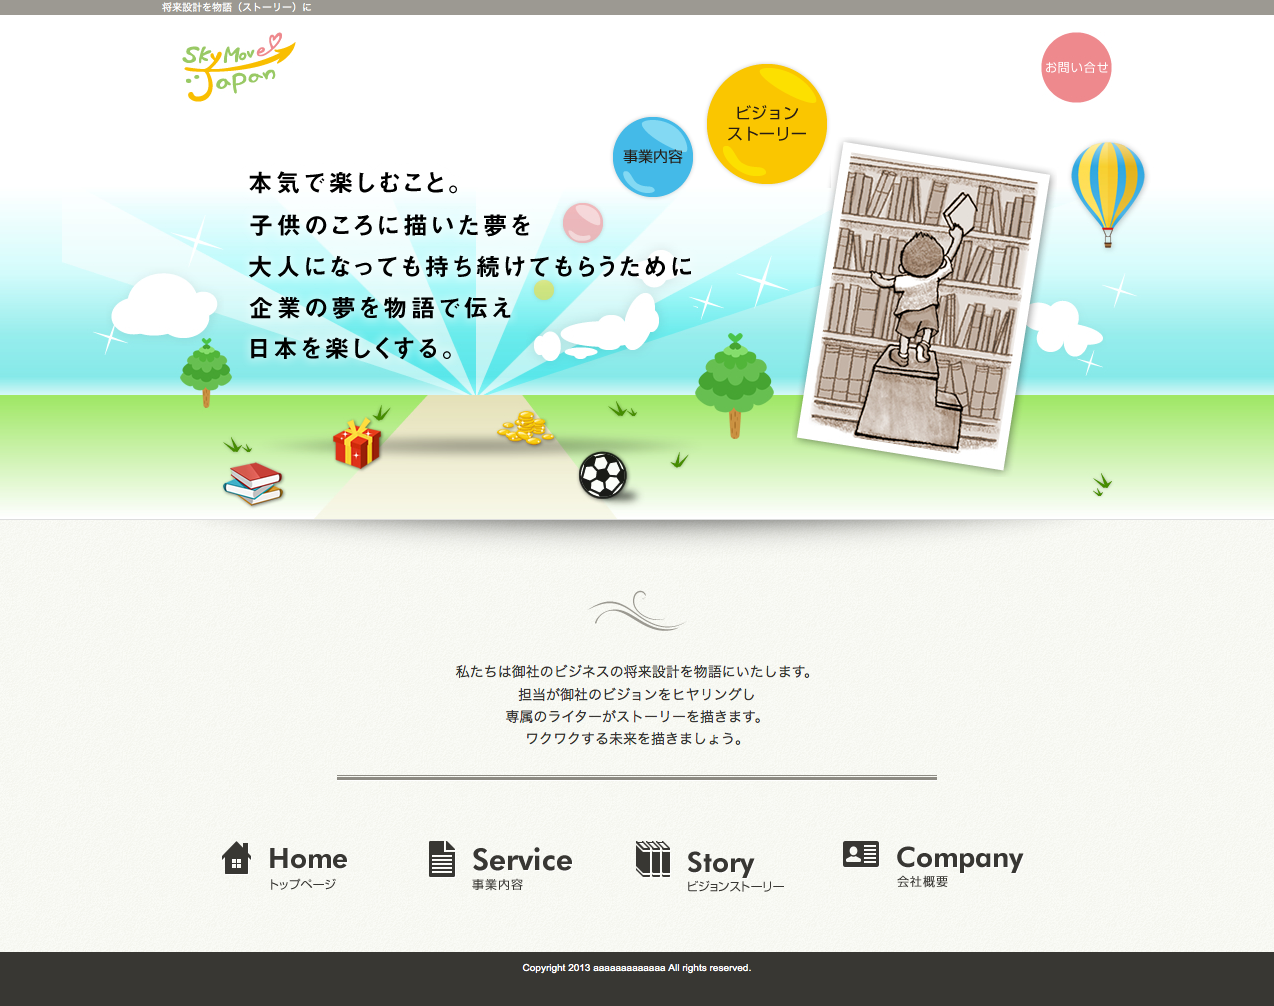 将来設計を物語（ストーリー）に
Sky Move
Japan
お問い合せ
ビジョン
ストーリー
事業内容
本気で楽しむこと。
子供のころに描いた夢を
大人になっても持ち続けてもらうために
企業の夢を物語で伝え
日本を楽しくする。
私たちは御社のビジネスの将来設計を物語にいたします。
担当が御社のビジョンをヒヤリングし
専属のライターがストーリーを描きます。
ワクワクする未来を描きましょう。
Home
トップページ
Service
事業内容
Story
ビジョンストーリー
Company
会社概要
Copyright 2013 aaaaaaaaaaaaa All rights reserved.